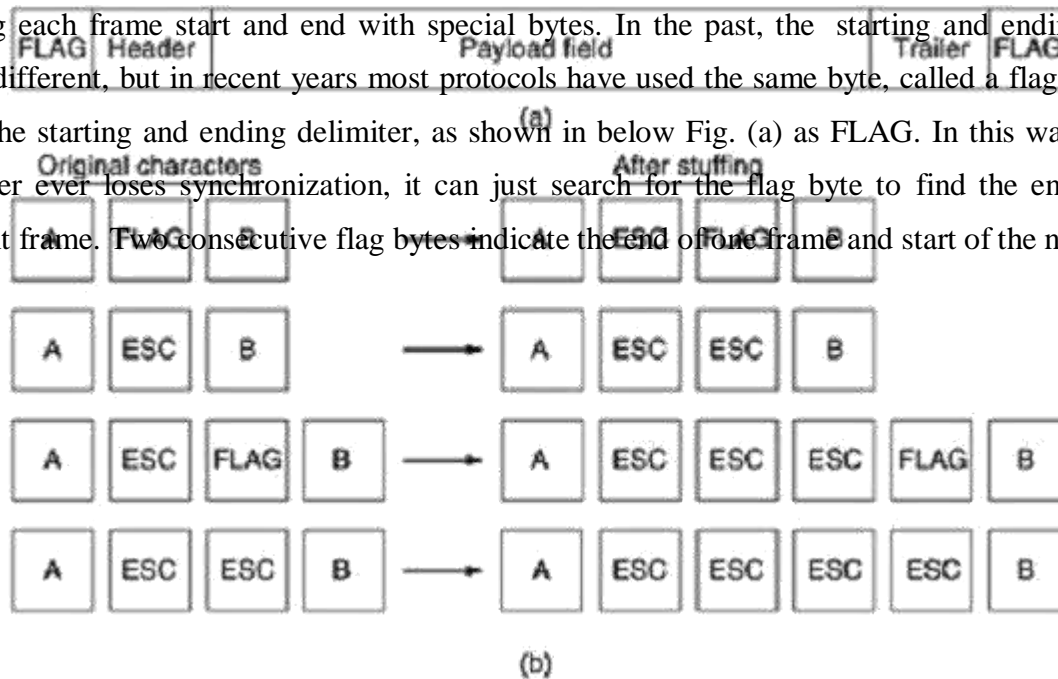 g each frame start and end with special bytes. In the past, the starting and endi
FLAG Header Payload field Trailer FLAG
different, but in recent years most protocols have used the same byte, called a flag
(a)
he starting and ending delimiter, as shown in below Fig. (a) as FLAG. In this wa
Original characters After stuffing
er ever loses synchronization, it can just search for the flag byte to find the en
A FLAG B A ESC FLAG B
t frame. Two consecutive flag bytes indicate the end of one frame and start of the n
A ESC B A ESC ESC B
A ESC FLAG B A ESC ESC ESC FLAG B
A ESC ESC B A ESC ESC ESC ESC B
(b)